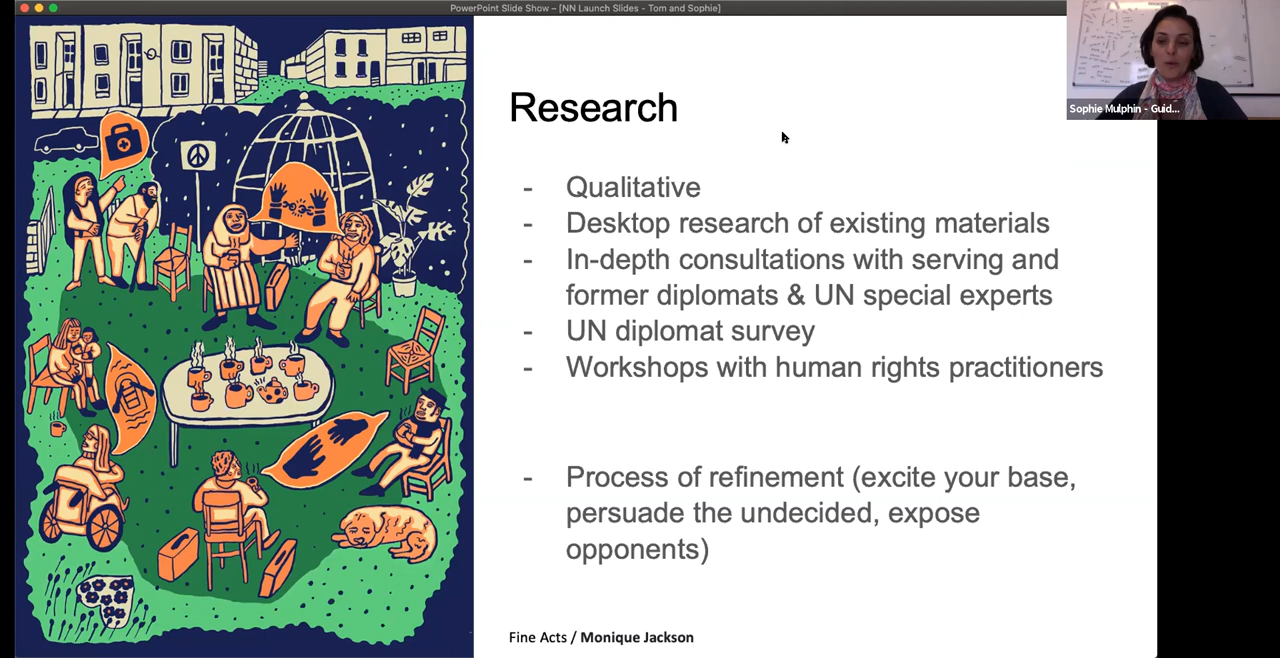 PowerPoint Slide Show – [NN Launch Slides - Tom and Sophie]
Sophie Mulphin - Guid...
Research
- Qualitative
- Desktop research of existing materials
- In-depth consultations with serving and
former diplomats & UN special experts
- UN diplomat survey
- Workshops with human rights practitioners
- Process of refinement (excite your base,
persuade the undecided, expose
opponents)
Fine Acts / Monique Jackson